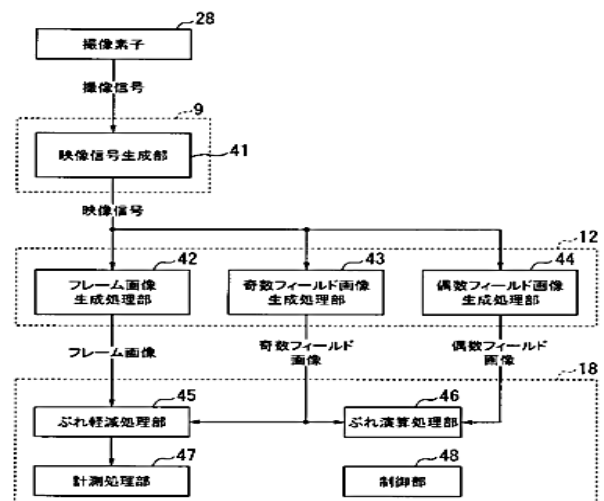 28
撮像素子
撮像信号
9
映像信号生成部
41
映像信号
12
42
43
44
フレーム画像
生成処理部
奇数フィールド画像
生成処理部
偶数フィールド画像
生成処理部
フレーム画像
奇数フィールド
画像
偶数フィールド
画像
18
45
46
ぶれ軽減処理部
ぶれ演算処理部
47
48
計測処理部
制御部